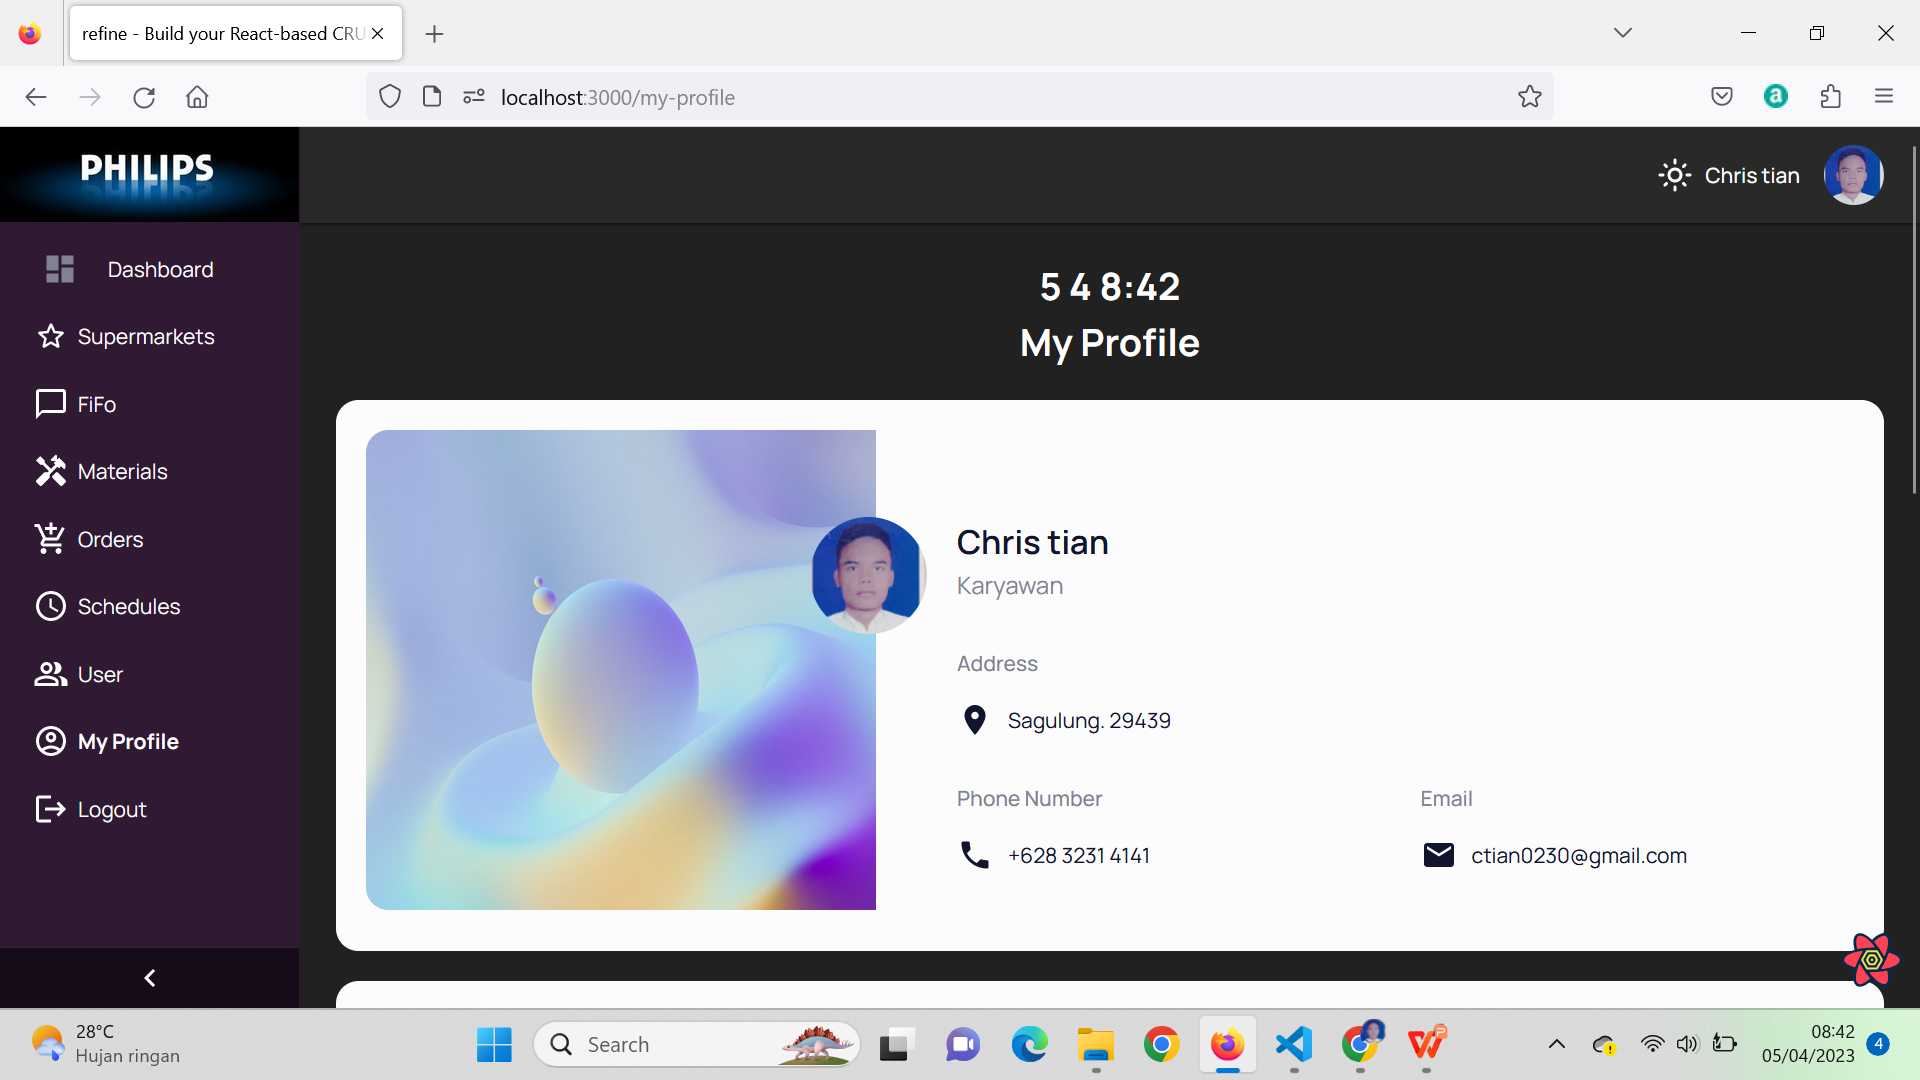 refine - Build your React-based CRU
localhost:3000/my-profile
PHILIPS
Chris tian
Dashboard
Supermarkets
FiFo
Materials
Orders
Schedules
User
My Profile
Logout
5 4 8:42
My Profile
Chris tian
Karyawan
Address
Sagulung. 29439
Phone Number
+628 3231 4141
Email
ctian0230@gmail.com
28°C
Hujan ringan
Search
08:42
05/04/2023
4